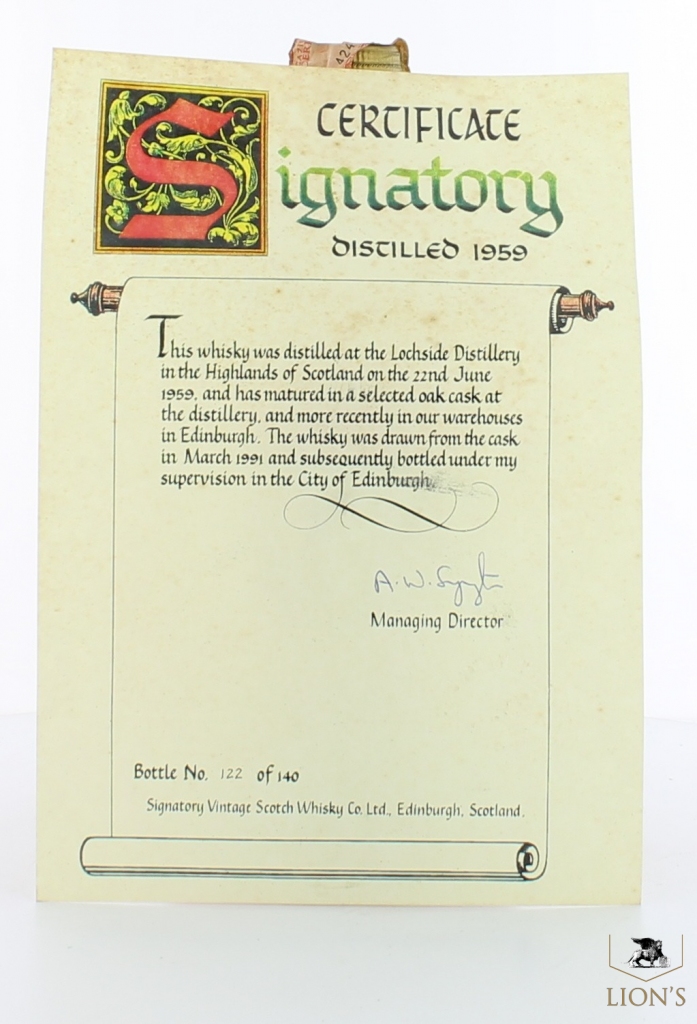 424
CERTIFICATE
Signatory
DISTILLED 1959
This whisky was distilled at the Lochside Distillery
in the Highlands of Scotland on the 22nd June
1959, and has matured in a selected oak cask at
the distillery, and more recently in our warehouses
in Edinburgh. The whisky was drawn from the cask
in March 1991 and subsequently bottled under my
supervision in the City of Edinburgh.
A. W. Symington
Managing Director
Bottle No. 122 of 140
Signatory Vintage Scotch Whisky Co. Ltd., Edinburgh, Scotland.
LION'S